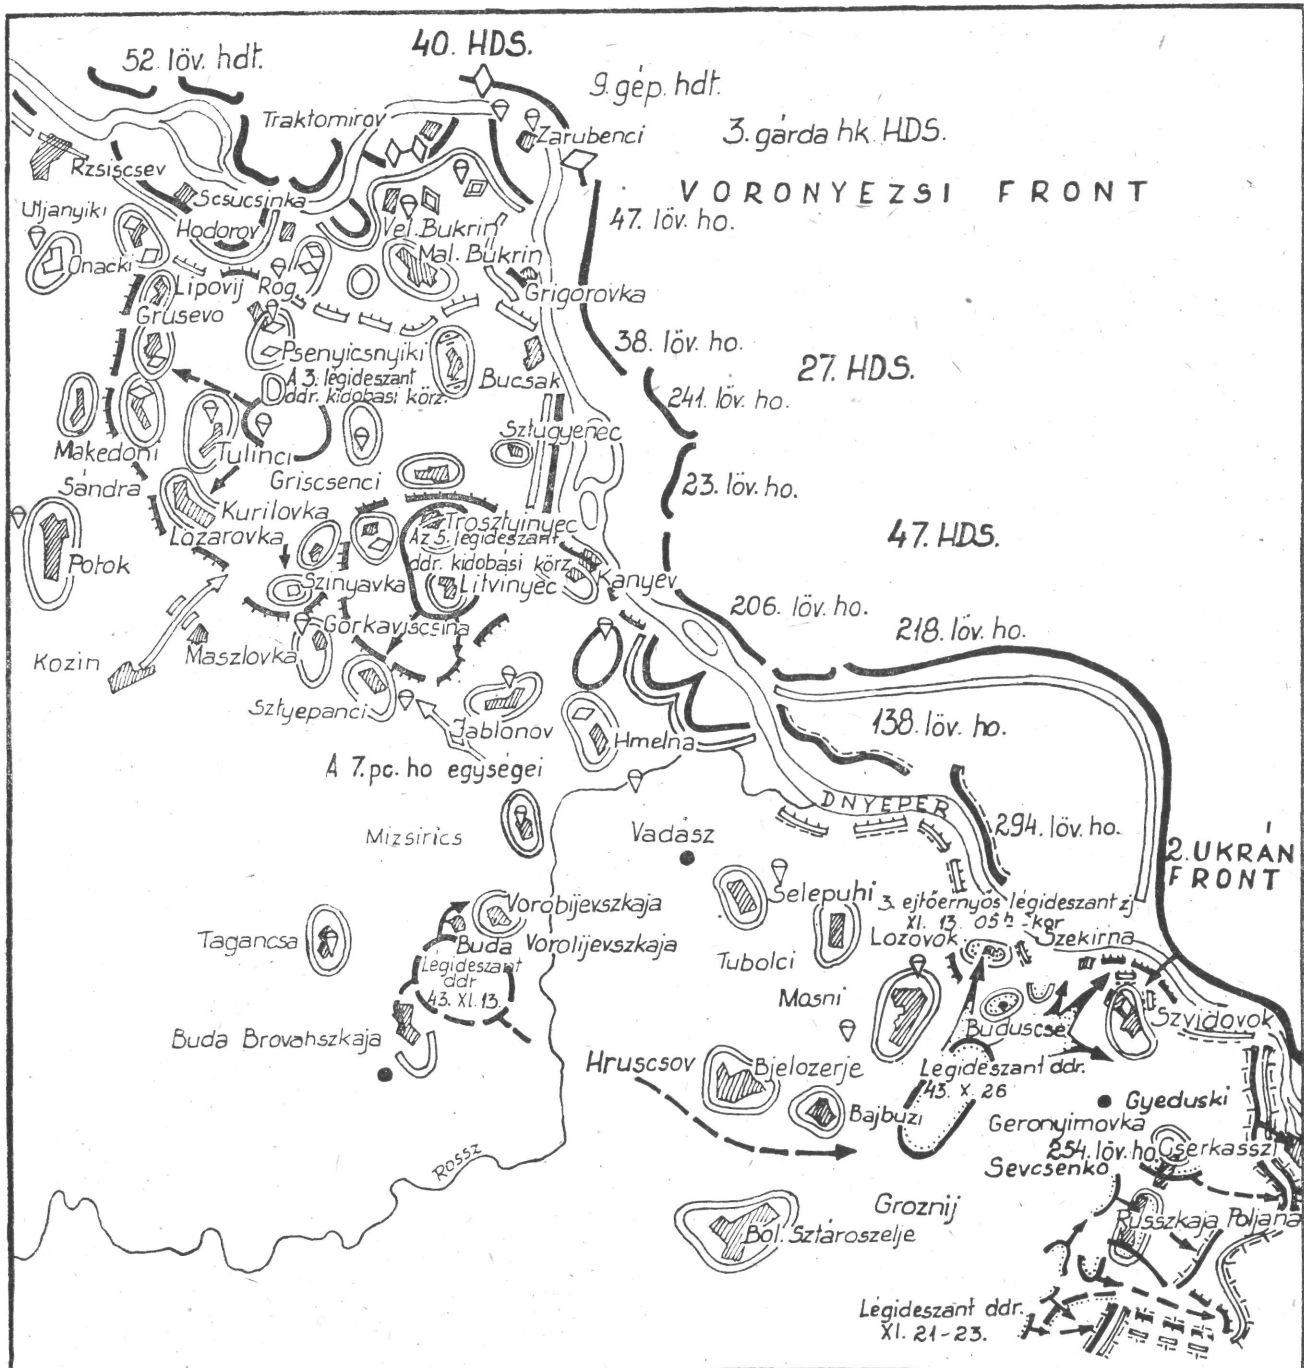 40. HDS.
52. löv. hdt.
9. gép. hdt.
Traktomirov
Zarubenci
3. gárda hk. HDS.
Rzsiscsev
Scsucsinka
VORONYEZSI FRONT
Uljanyiki
Hodorov
Vel. Bukrin
47. löv. ho.
Onacki
Mal. Bukrin
Lipovij Rog
Grigorovka
Grusevo
Psenyicsnyiki
38. löv. ho.
A 3. légideszant
ddr. kidobási körz.
Bucsak
27. HDS.
241. löv. ho.
Makedoni
Tulinci
Sztugyenec
Griscsenci
Sándra
23. löv. ho.
Kurilovka
Lázarovka
Trosztyinyec
Az 5. légideszant
ddr. kidobási körz.
47. HDS.
Potok
Szinyavka
Litvinyec
Kanyev
206. löv. ho.
Gorkaviscsina
218. löv. ho.
Kozin
Maszlovka
Sztyepanci
Jablonov
Hmelna
138. löv. ho.
A 7. pc. ho egységei
DNYEPER
Mizsirics
Vadász
294. löv. ho.
2. UKRÁN
FRONT
Selepuhi
3. ejtőernyős légideszant zj
XI. 13. 05ʰ-kor
Vorobijevszkaja
Tagancsa
Buda Vorolijevszkaja
Lozovok
Szekirna
Légideszant
ddr
43. XI. 13.
Tubolci
Mosni
Buduscse
Szvidovok
Buda Brovahszkaja
Hruscsov
Bjelozerje
Légideszant ddr.
43. X. 26
Bajbuzi
Gyeduski
Geronyimovka
254. löv. ho.
Cserkasszi
Sevcsenko
Rossz
Groznij
Russzkaja Poljana
Bol. Sztároszelje
Légideszant ddr.
XI. 21-23.